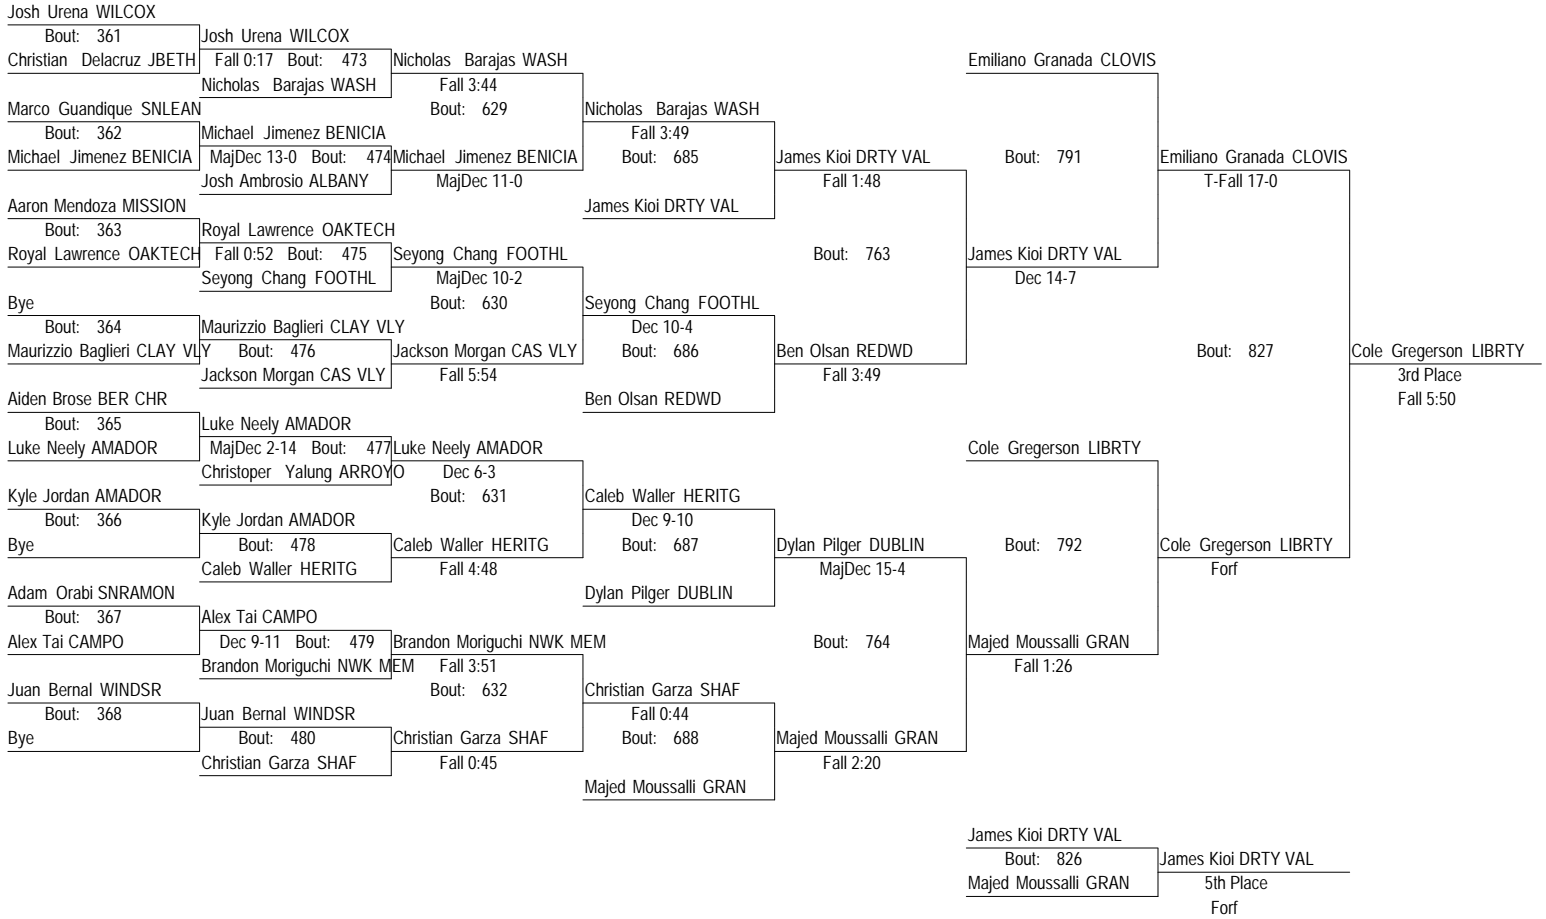 Josh Urena WILCOX
Bout: 361
Josh Urena WILCOX
Christian Delacruz JBETH
Fall 0:17 Bout: 473
Nicholas Barajas WASH
Emiliano Granada CLOVIS
Nicholas Barajas WASH
Fall 3:44
Marco Guandique SNLEAN
Bout: 629
Nicholas Barajas WASH
Bout: 362
Michael Jimenez BENICIA
Fall 3:49
Michael Jimenez BENICIA
MajDec 13-0 Bout: 474
Michael Jimenez BENICIA
Bout: 685
James Kioi DRTY VAL
Bout: 791
Emiliano Granada CLOVIS
Josh Ambrosio ALBANY
MajDec 11-0
Fall 1:48
T-Fall 17-0
Aaron Mendoza MISSION
James Kioi DRTY VAL
Bout: 363
Royal Lawrence OAKTECH
Royal Lawrence OAKTECH
Fall 0:52 Bout: 475
Seyong Chang FOOTHL
Bout: 763
James Kioi DRTY VAL
Seyong Chang FOOTHL
MajDec 10-2
Dec 14-7
Bye
Bout: 630
Seyong Chang FOOTHL
Bout: 364
Maurizzio Baglieri CLAY VLY
Dec 10-4
Maurizzio Baglieri CLAY VLY
Bout: 476
Jackson Morgan CAS VLY
Bout: 686
Ben Olsan REDWD
Bout: 827
Cole Gregerson LIBRTY
Jackson Morgan CAS VLY
Fall 5:54
Fall 3:49
3rd Place
Aiden Brose BER CHR
Ben Olsan REDWD
Fall 5:50
Bout: 365
Luke Neely AMADOR
Luke Neely AMADOR
MajDec 2-14 Bout: 477
Luke Neely AMADOR
Cole Gregerson LIBRTY
Christoper Yalung ARROYO
Dec 6-3
Kyle Jordan AMADOR
Bout: 631
Caleb Waller HERITG
Bout: 366
Kyle Jordan AMADOR
Dec 9-10
Bye
Bout: 478
Caleb Waller HERITG
Bout: 687
Dylan Pilger DUBLIN
Bout: 792
Cole Gregerson LIBRTY
Caleb Waller HERITG
Fall 4:48
MajDec 15-4
Forf
Adam Orabi SNRAMON
Dylan Pilger DUBLIN
Bout: 367
Alex Tai CAMPO
Alex Tai CAMPO
Dec 9-11 Bout: 479
Brandon Moriguchi NWK MEM
Bout: 764
Majed Moussalli GRAN
Brandon Moriguchi NWK MEM
Fall 3:51
Fall 1:26
Juan Bernal WINDSR
Bout: 632
Christian Garza SHAF
Bout: 368
Juan Bernal WINDSR
Fall 0:44
Bye
Bout: 480
Christian Garza SHAF
Bout: 688
Majed Moussalli GRAN
Christian Garza SHAF
Fall 0:45
Fall 2:20
Majed Moussalli GRAN
James Kioi DRTY VAL
Bout: 826
James Kioi DRTY VAL
Majed Moussalli GRAN
5th Place
Forf